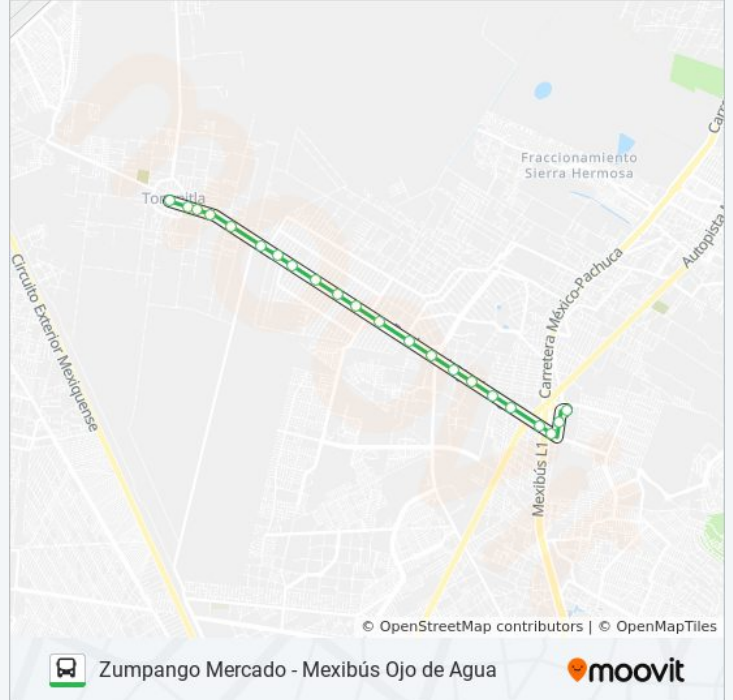 Fraccionamiento
Sierra Hermosa
Circuito Exterior Mexiquense
Carretera México-Pachuca
Autopista
Mexibús L1
© OpenStreetMap contributors | © OpenMapTiles
Zumpango Mercado - Mexibús Ojo de Agua
moovit